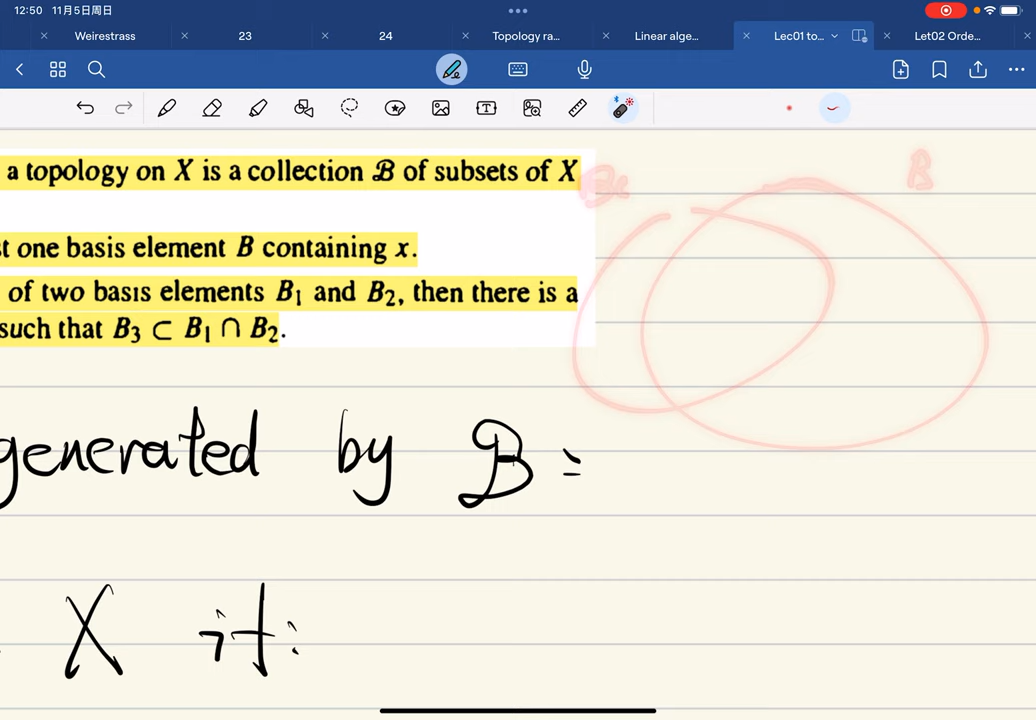 12:50 11月5日周日
Weirestrass 23 24 Topology ra... Linear alge... Lec01 to... Let02 Orde...
a topology on X is a collection ℬ of subsets of X
B
st one basis element B containing x.
of two basis elements B₁ and B₂, then there is a
such that B₃ ⊂ B₁ ∩ B₂.
generated by ℬ =
X if: